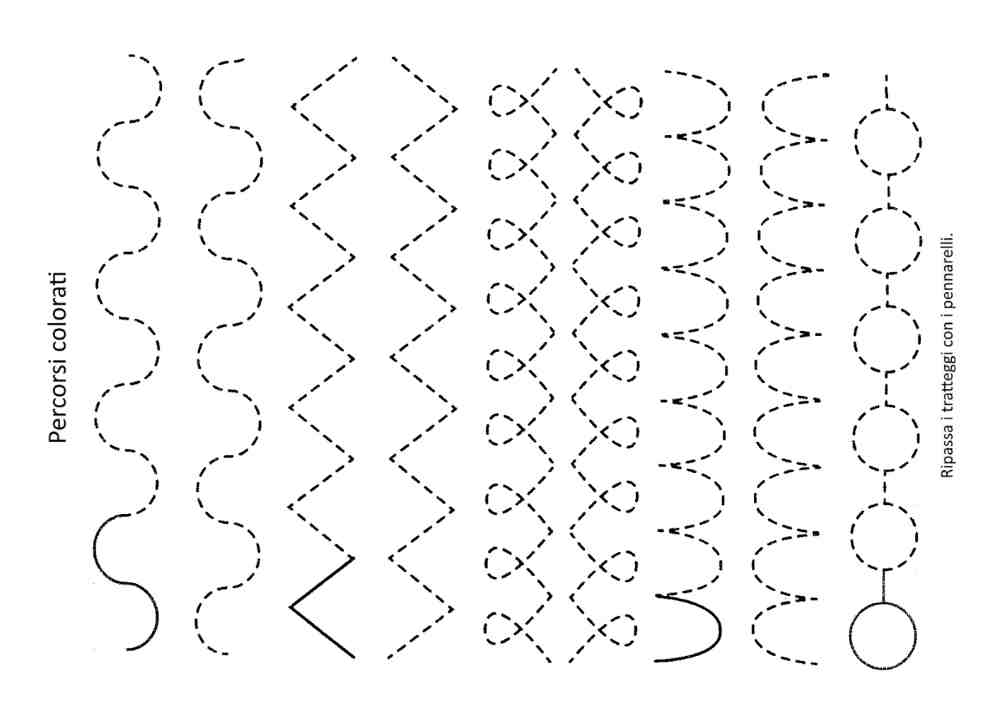 Percorsi colorati
Ripassa i tratteggi con i pennarelli.